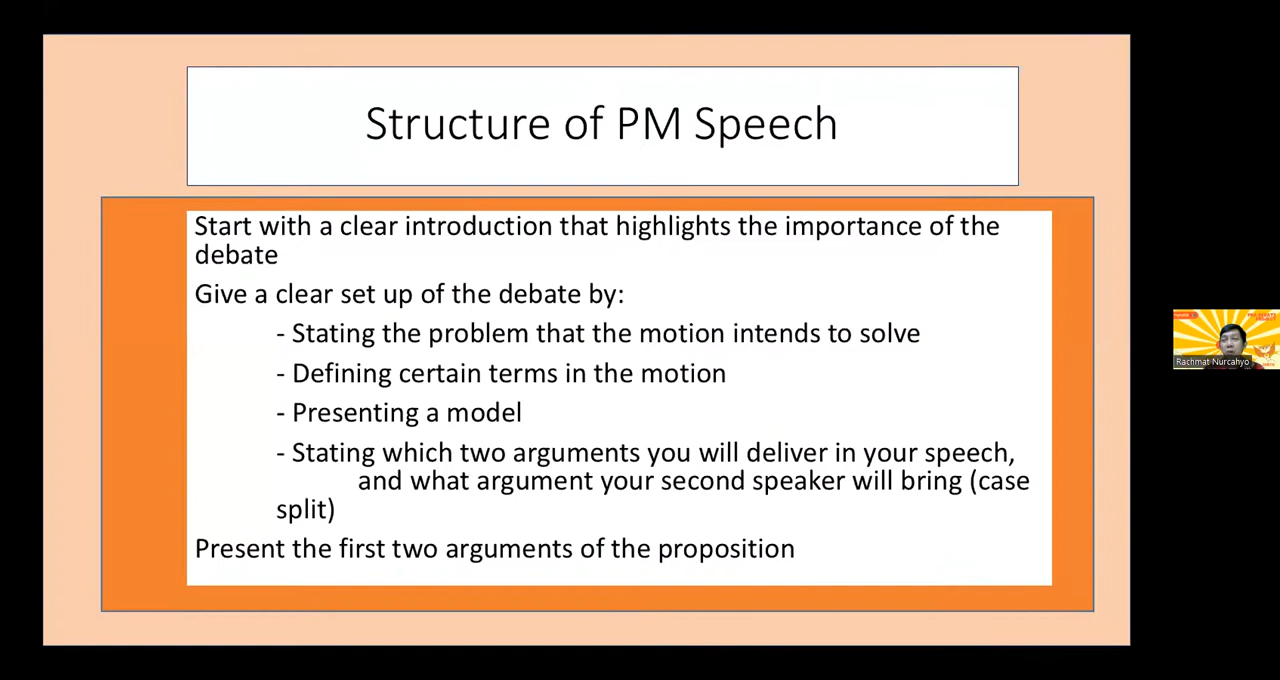 Structure of PM Speech
Start with a clear introduction that highlights the importance of the
debate
Give a clear set up of the debate by:
- Stating the problem that the motion intends to solve
- Defining certain terms in the motion
- Presenting a model
- Stating which two arguments you will deliver in your speech,
and what argument your second speaker will bring (case
split)
Present the first two arguments of the proposition
Rachmat Nurcahyo